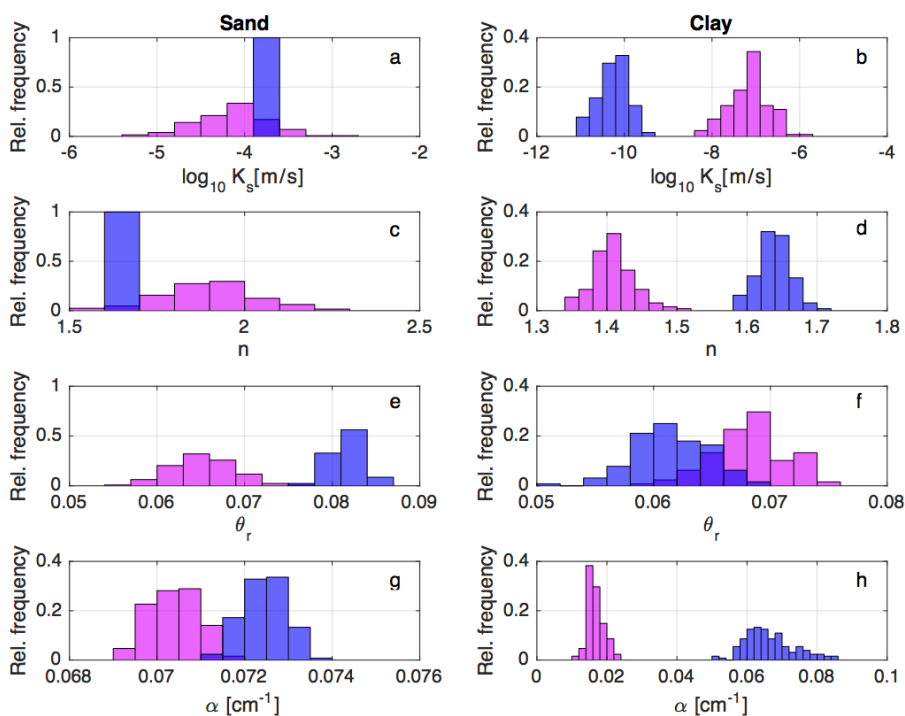 Sand Clay
Rel. frequency 1 0.5 0 a Rel. frequency 0.4 0.2 0 b
-6 -5 -4 -3 -2 -12 -10 -8 -6 -4
log10 Ks[m/s] log10 Ks[m/s]
Rel. frequency 1 0.5 0 c Rel. frequency 0.4 0.2 0 d
1.5 2 2.5 1.3 1.4 1.5 1.6 1.7 1.8
n n
Rel. frequency 1 0.5 0 e Rel. frequency 0.4 0.2 0 f
0.05 0.06 0.07 0.08 0.09 0.05 0.06 0.07 0.08
θr θr
Rel. frequency 0.4 0.2 0 g Rel. frequency 0.4 0.2 0 h
0.068 0.07 0.072 0.074 0.076 0 0.02 0.04 0.06 0.08 0.1
α [cm-1] α [cm-1]